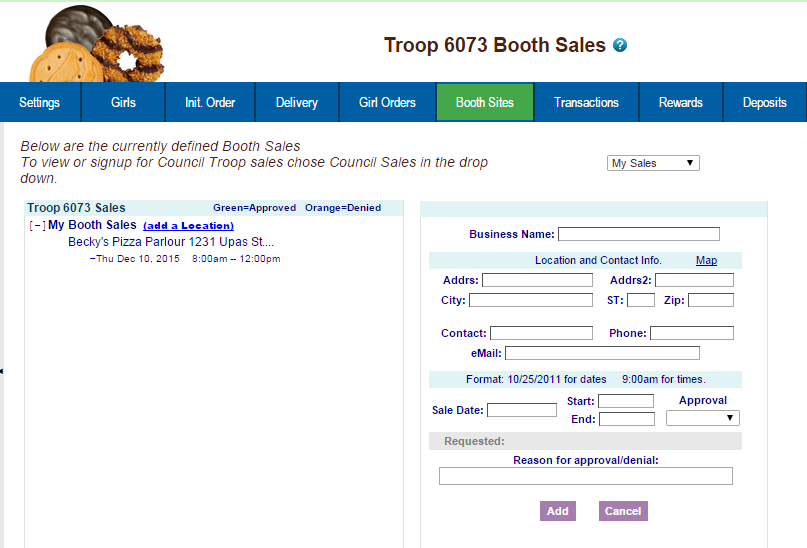 Troop 6073 Booth Sales ?
Settings Girls Init. Order Delivery Girl Orders Booth Sites Transactions Rewards Deposits
Below are the currently defined Booth Sales
To view or signup for Council Troop sales chose Council Sales in the drop
down.
My Sales
Troop 6073 Sales Green=Approved Orange=Denied
[-]My Booth Sales (add a Location)
Becky's Pizza Parlour 1231 Upas St....
-Thu Dec 10, 2015 8:00am -- 12:00pm
Business Name:
Location and Contact Info. Map
Addrs: Addrs2:
City: ST: Zip:
Contact: Phone:
eMail:
Format: 10/25/2011 for dates 9:00am for times.
Sale Date: Start: Approval
End:
Requested:
Reason for approval/denial:
Add Cancel